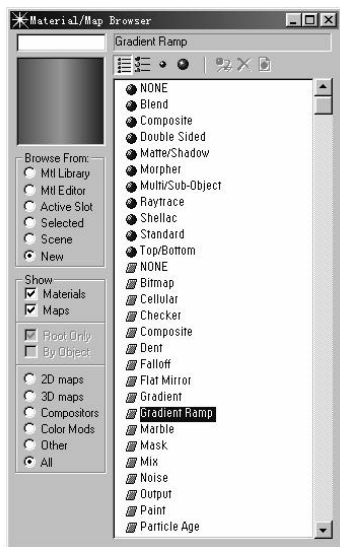 Material/Map Browser
Gradient Ramp
Browse From:
Mtl Library
Mtl Editor
Active Slot
Selected
Scene
New
Show
Materials
Maps
Root Only
By Object
2D maps
3D maps
Compositors
Color Mods
Other
All
NONE
Blend
Composite
Double Sided
Matte/Shadow
Morpher
Multi/Sub-Object
Raytrace
Shellac
Standard
Top/Bottom
NONE
Bitmap
Cellular
Checker
Composite
Dent
Falloff
Flat Mirror
Gradient
Gradient Ramp
Marble
Mask
Mix
Noise
Output
Paint
Particle Age